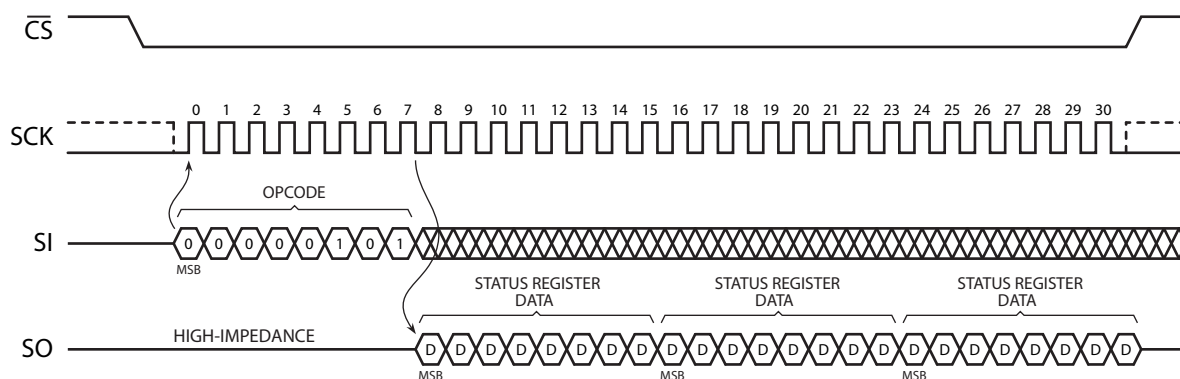 CS
0 1 2 3 4 5 6 7 8 9 10 11 12 13 14 15 16 17 18 19 20 21 22 23 24 25 26 27 28 29 30
SCK
OPCODE
SI
0 0 0 0 0 1 0 1
MSB
STATUS REGISTER
DATA
STATUS REGISTER
DATA
STATUS REGISTER
DATA
HIGH-IMPEDANCE
SO
D D D D D D D D D D D D D D D D D D D D D D D D
MSB
MSB
MSB